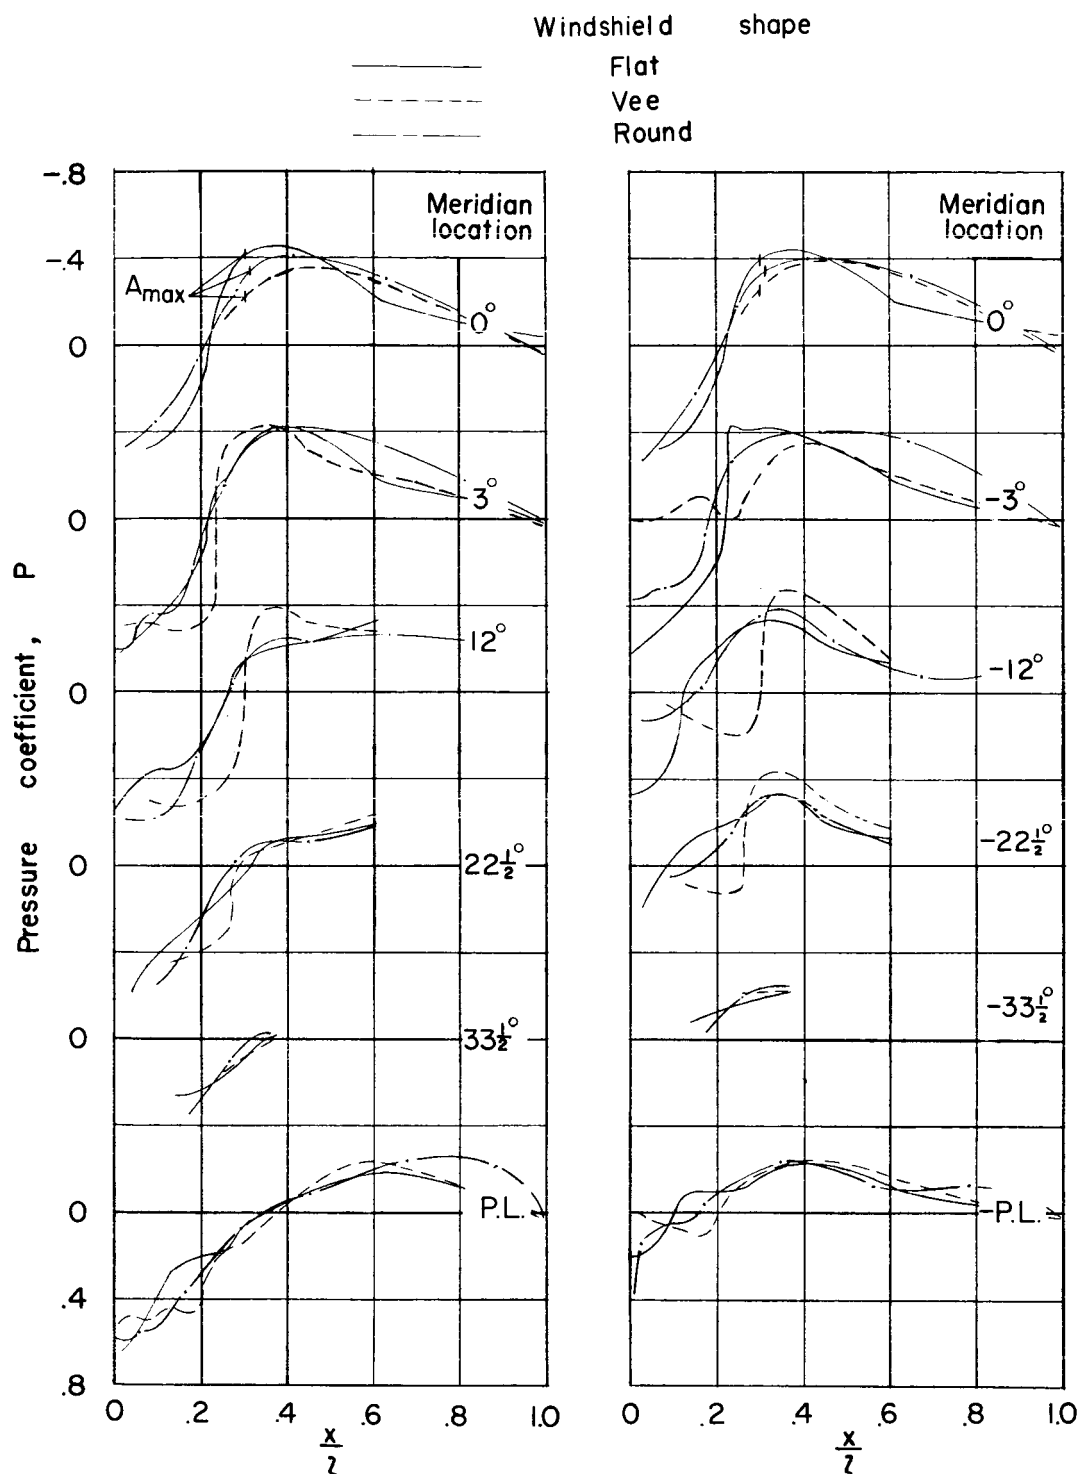 Windshield shape
Flat
Vee
Round
Pressure coefficient, P
-.8
-.4
0
0
0
0
0
0
.4
.8
Meridian
location
Amax
0°
3°
12°
22½°
33½°
P.L.
0 .2 .4 .6 .8 1.0
x/l
Meridian
location
0°
-3°
-12°
-22½°
-33½°
-P.L.
0 .2 .4 .6 .8 1.0
x/l